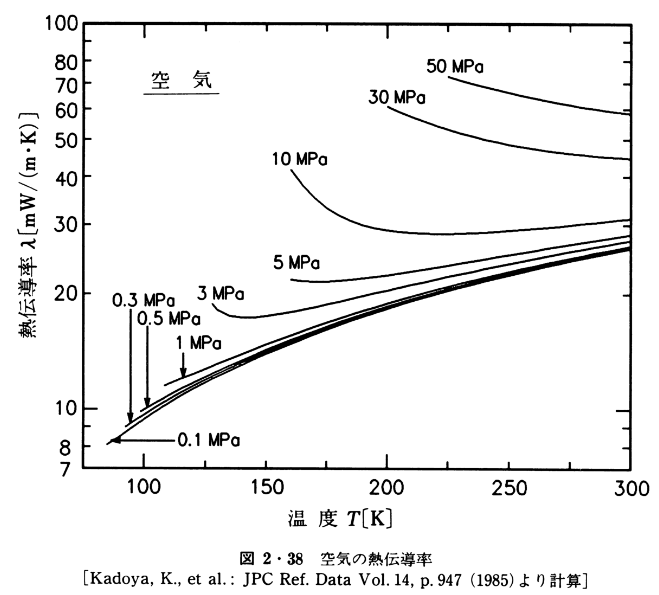 100
80
70
60
50
40
30
20
10
8
7
熱伝導率 λ[mW/(m·K)]
空 気
50 MPa
30 MPa
10 MPa
5 MPa
3 MPa
0.3 MPa
0.5 MPa
1 MPa
0.1 MPa
100 150 200 250 300
温 度 T[K]
図 2・38 空気の熱伝導率
[Kadoya, K., et al.: JPC Ref. Data Vol. 14, p. 947 (1985)より計算]